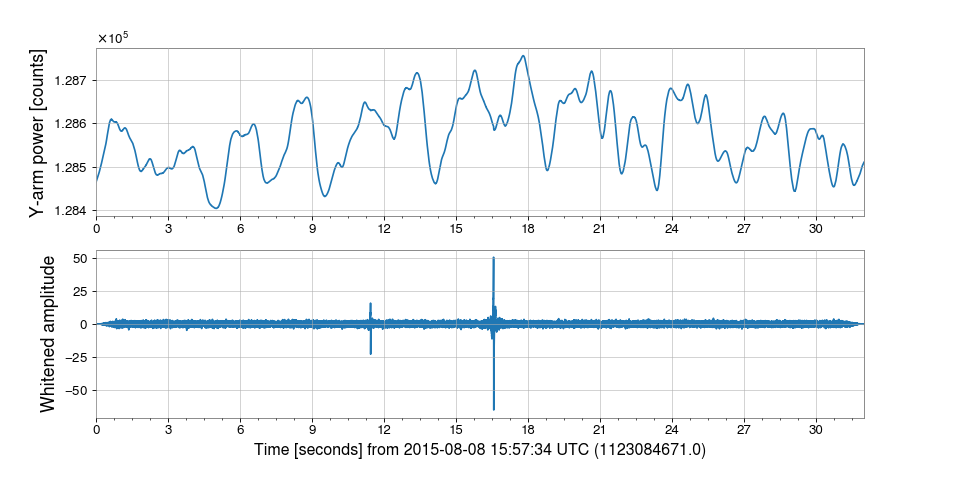 ×10⁵
Y-arm power [counts]
1.287
1.286
1.285
1.284
0 3 6 9 12 15 18 21 24 27 30
Whitened amplitude
50
25
0
−25
−50
0 3 6 9 12 15 18 21 24 27 30
Time [seconds] from 2015-08-08 15:57:34 UTC (1123084671.0)